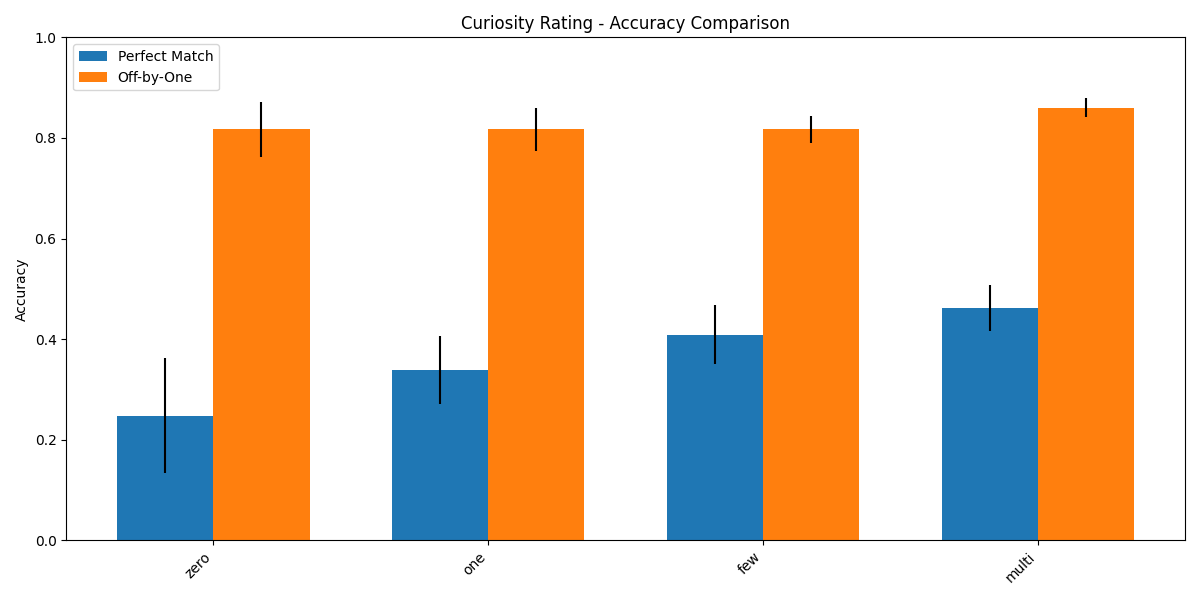 Curiosity Rating - Accuracy Comparison
Perfect Match
Off-by-One
Accuracy
1.0
0.8
0.6
0.4
0.2
0.0
zero
one
few
multi